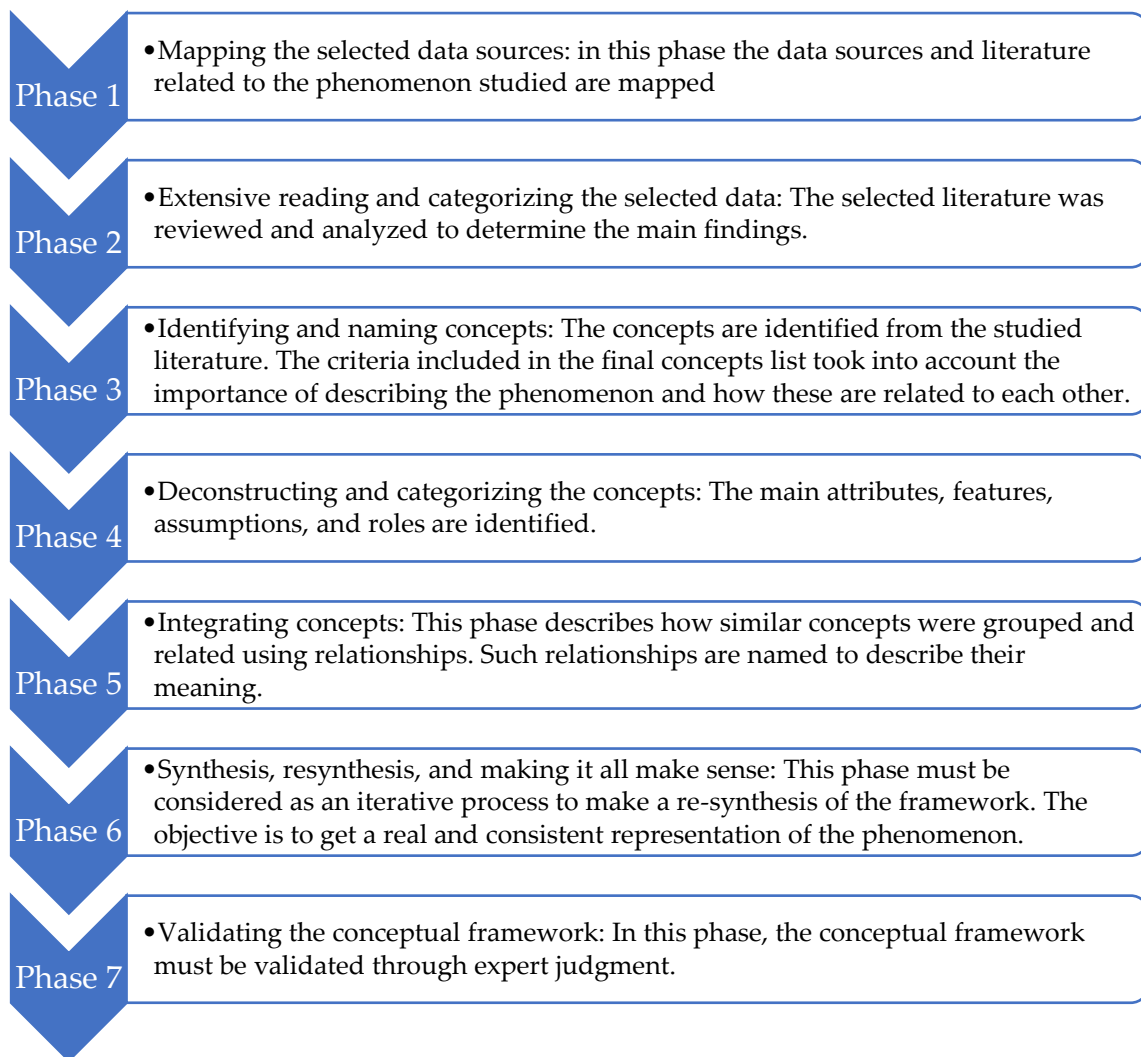 Phase 1
•Mapping the selected data sources: in this phase the data sources and literature
related to the phenomenon studied are mapped
Phase 2
•Extensive reading and categorizing the selected data: The selected literature was
reviewed and analyzed to determine the main findings.
Phase 3
•Identifying and naming concepts: The concepts are identified from the studied
literature. The criteria included in the final concepts list took into account the
importance of describing the phenomenon and how these are related to each other.
Phase 4
•Deconstructing and categorizing the concepts: The main attributes, features,
assumptions, and roles are identified.
Phase 5
•Integrating concepts: This phase describes how similar concepts were grouped and
related using relationships. Such relationships are named to describe their
meaning.
Phase 6
•Synthesis, resynthesis, and making it all make sense: This phase must be
considered as an iterative process to make a re-synthesis of the framework. The
objective is to get a real and consistent representation of the phenomenon.
Phase 7
•Validating the conceptual framework: In this phase, the conceptual framework
must be validated through expert judgment.